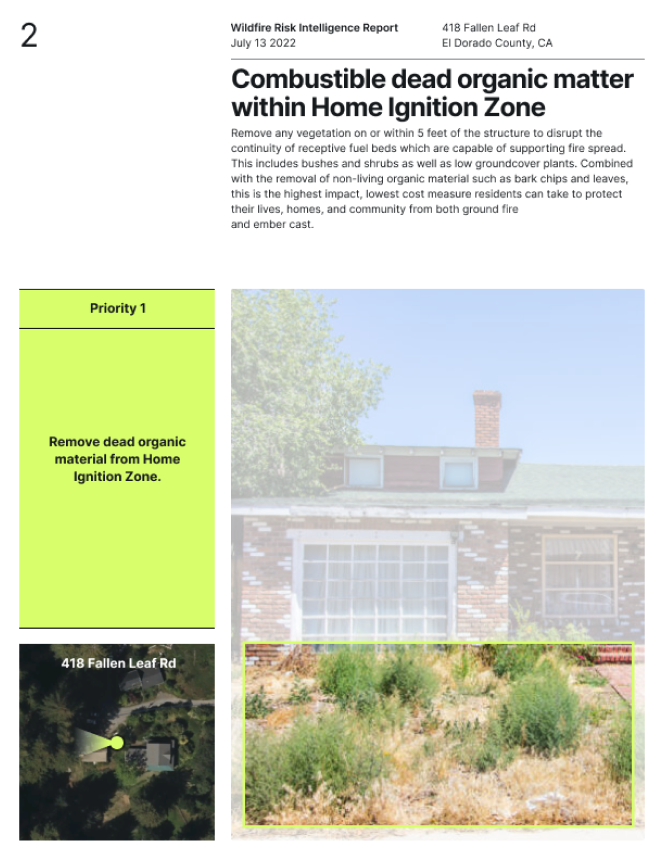 2
Wildfire Risk Intelligence Report
July 13 2022
418 Fallen Leaf Rd
El Dorado County, CA
Combustible dead organic matter
within Home Ignition Zone
Remove any vegetation on or within 5 feet of the structure to disrupt the
continuity of receptive fuel beds which are capable of supporting fire spread.
This includes bushes and shrubs as well as low groundcover plants. Combined
with the removal of non-living organic material such as bark chips and leaves,
this is the highest impact, lowest cost measure residents can take to protect
their lives, homes, and community from both ground fire
and ember cast.
Priority 1
Remove dead organic
material from Home
Ignition Zone.
418 Fallen Leaf Rd